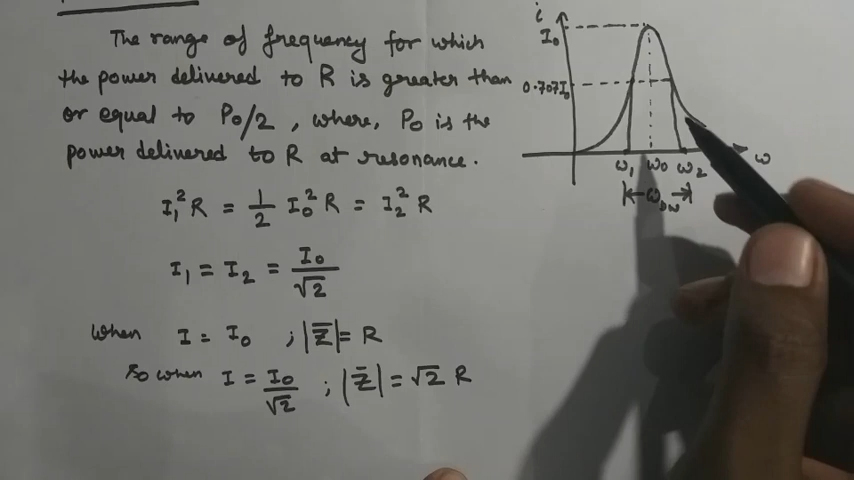 The range of frequency for which
the power delivered to R is greater than
or equal to P₀/2, where, P₀ is the
power delivered to R at resonance.
I₁²R = 1/2 I₀²R = I₂²R
I₁ = I₂ = I₀/√2
When I = I₀ ; |Z̅| = R
So when I = I₀/√2 ; |Z̅| = √2 R
i
I₀
0.707I₀
ω₁ ω₀ ω₂ ω
ωBW